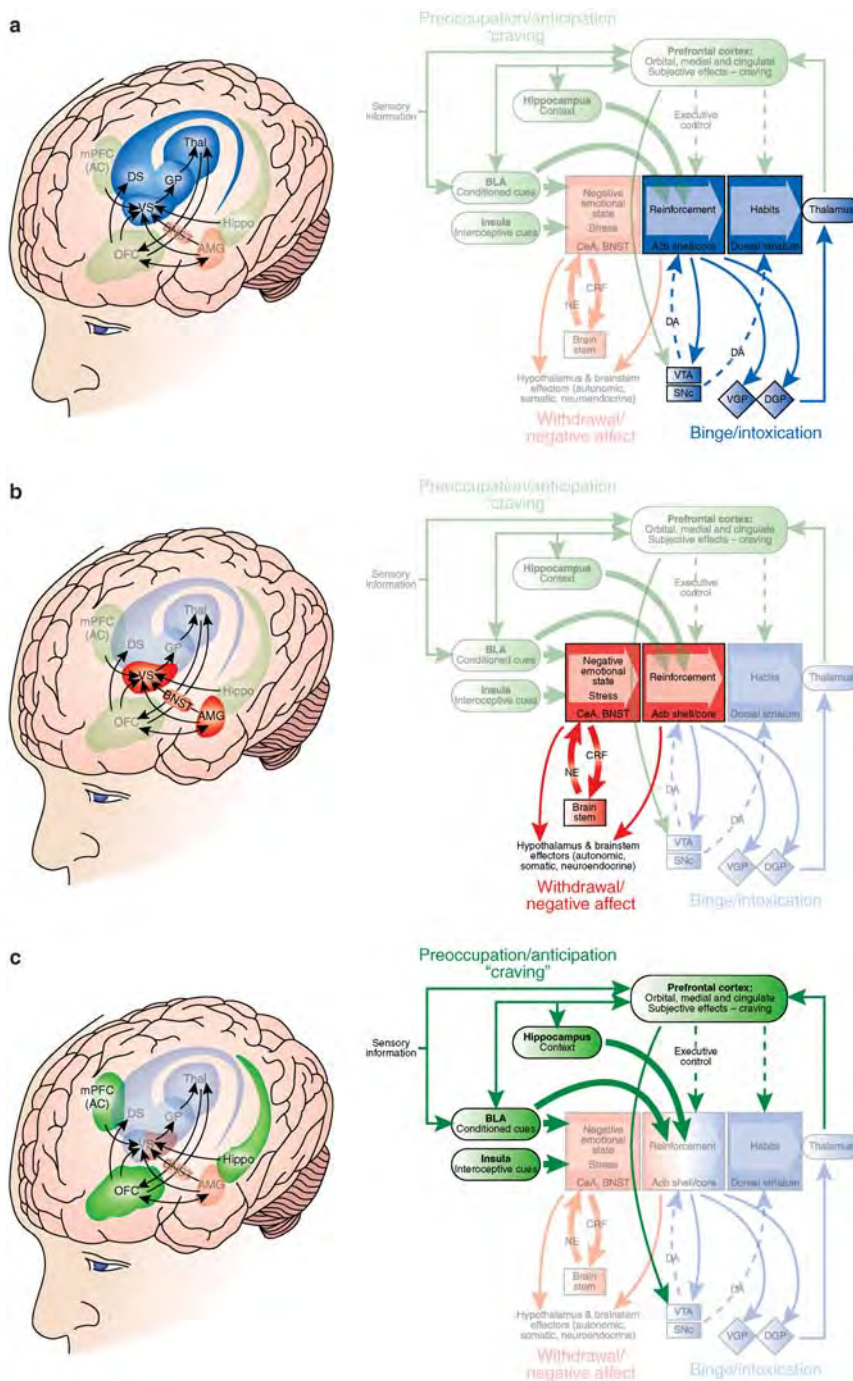 a
mPFC
(AC)
DS
GP
Thal
VS
BNST
Hippo
OFC
AMG
Preoccupation/anticipation
"craving
Prefrontal cortex:
Orbital, medial and cingulate
Subjective effects – craving
Sensory
information
Hippocampus
Context
Executive
control
BLA
Conditioned cues
Insula
Interoceptive cues
Negative
emotional
state
Stress
CeA, BNST
Reinforcement
Acb shell/core
Habits
Dorsal striatum
Thalamus
NE
CRF
Brain
stem
DA
DA
VTA
SNc
VGP
DGP
Hypothalamus & brainstem
effectors (autonomic,
somatic, neuroendocrine)
Withdrawal/
negative affect
Binge/intoxication
b
mPFC
(AC)
DS
GP
Thal
VS
BNST
Hippo
OFC
AMG
Preoccupation/anticipation
"craving
Prefrontal cortex:
Orbital, medial and cingulate
Subjective effects – craving
Sensory
information
Hippocampus
Context
Executive
control
BLA
Conditioned cues
Insula
Interoceptive cues
Negative
emotional
state
Stress
CeA, BNST
Reinforcement
Acb shell/core
Habits
Dorsal striatum
Thalamus
NE
CRF
Brain
stem
DA
DA
VTA
SNc
VGP
DGP
Hypothalamus & brainstem
effectors (autonomic,
somatic, neuroendocrine)
Withdrawal/
negative affect
Binge/intoxication
c
mPFC
(AC)
DS
GP
Thal
VS
BNST
Hippo
OFC
AMG
Preoccupation/anticipation
"craving"
Prefrontal cortex:
Orbital, medial and cingulate
Subjective effects – craving
Sensory
information
Hippocampus
Context
Executive
control
BLA
Conditioned cues
Insula
Interoceptive cues
Negative
emotional
state
Stress
CeA, BNST
Reinforcement
Acb shell/core
Habits
Dorsal striatum
Thalamus
NE
CRF
Brain
stem
DA
DA
VTA
SNc
VGP
DGP
Hypothalamus & brainstem
effectors (autonomic,
somatic, neuroendocrine)
Withdrawal/
negative affect
Binge/intoxication